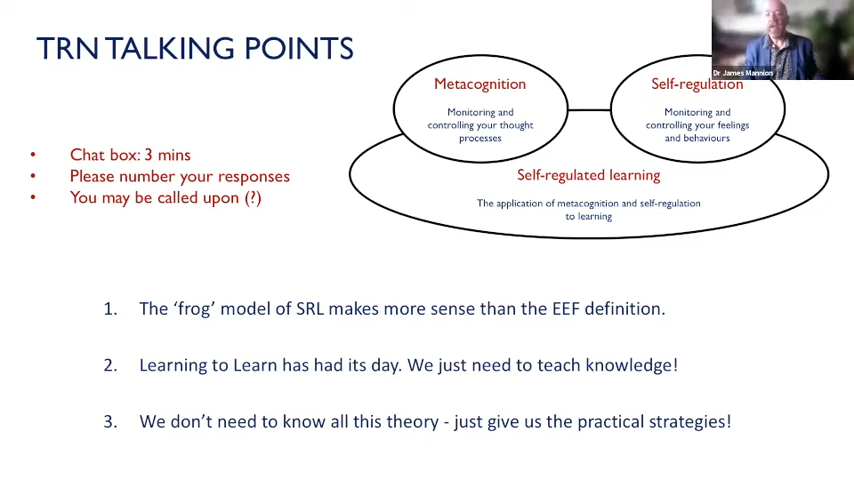 TRN TALKING POINTS
Dr James Mannion
Metacognition
Monitoring and
controlling your thought
processes
Self-regulation
Monitoring and
controlling your feelings
and behaviours
Self-regulated learning
The application of metacognition and self-regulation
to learning
• Chat box: 3 mins
• Please number your responses
• You may be called upon (?)
1. The ‘frog’ model of SRL makes more sense than the EEF definition.
2. Learning to Learn has had its day. We just need to teach knowledge!
3. We don’t need to know all this theory - just give us the practical strategies!